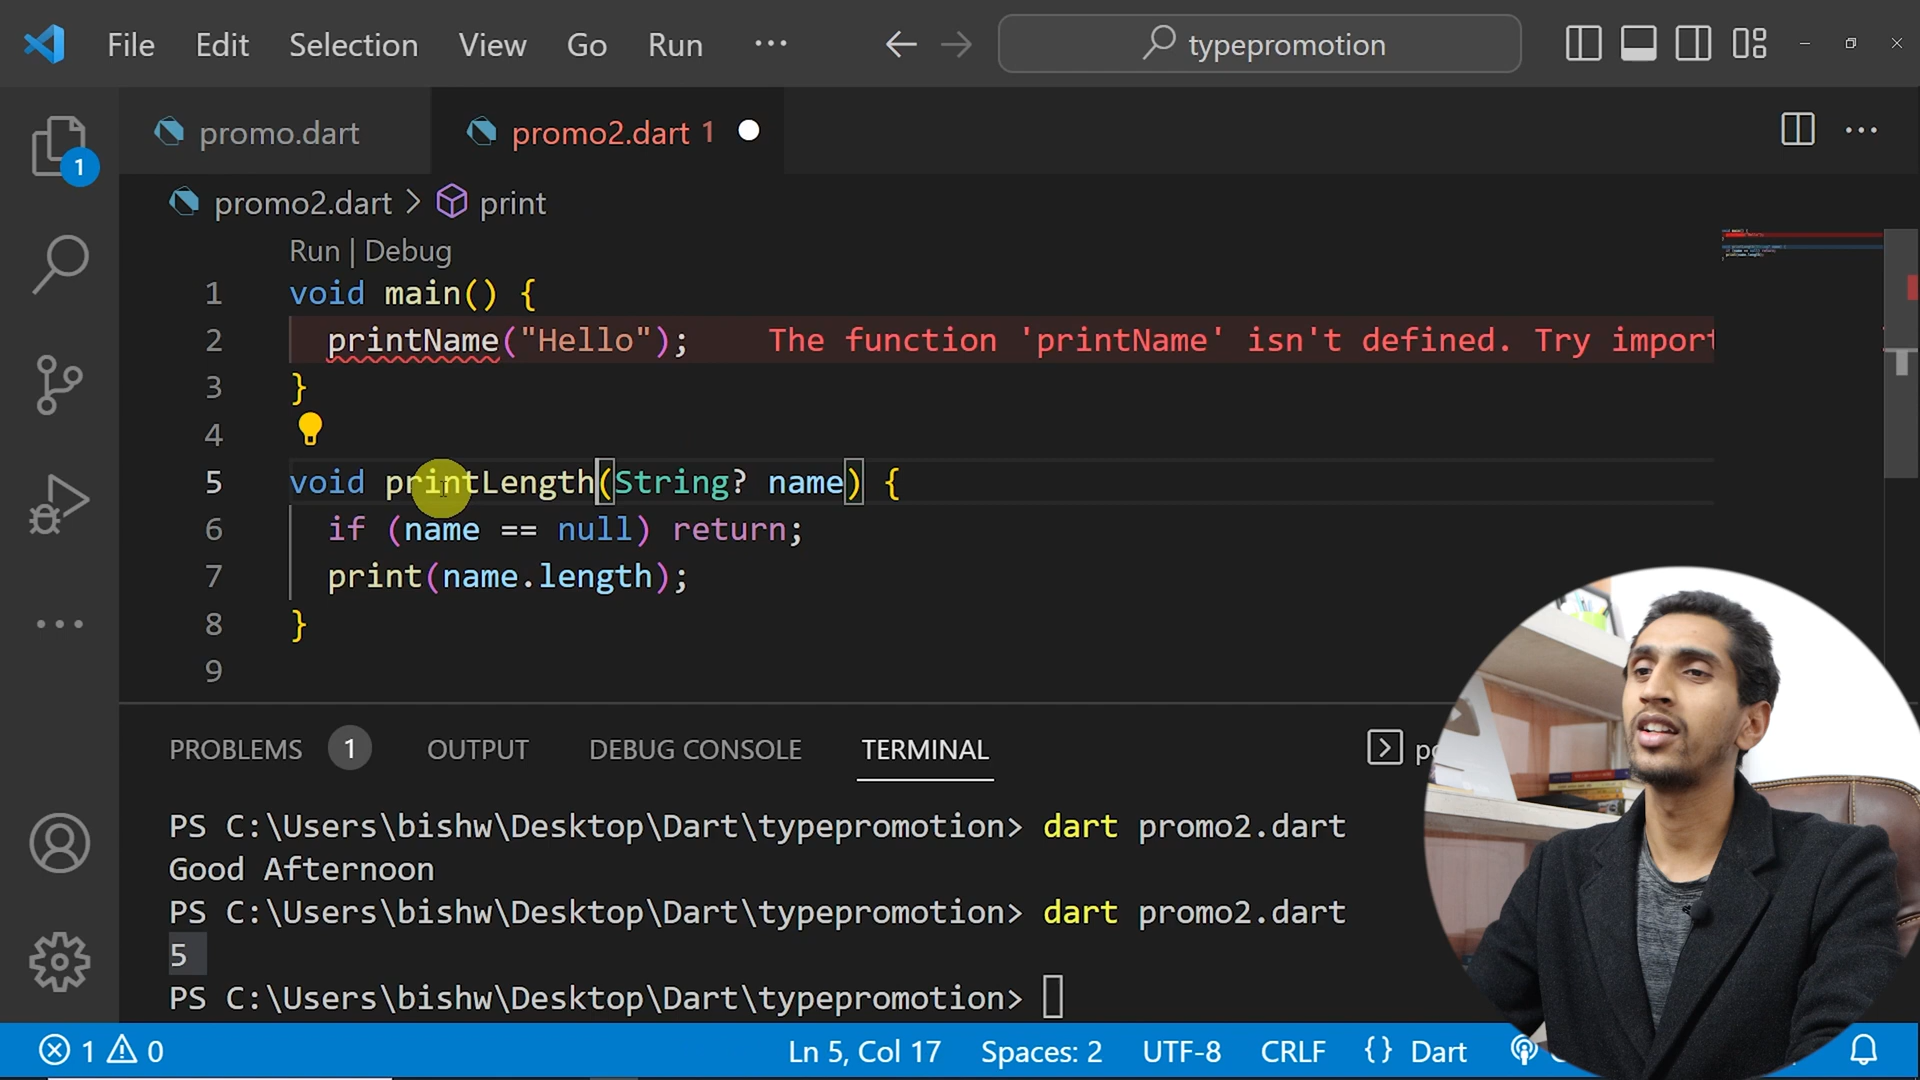 File Edit Selection View Go Run ··· typepromotion
1
promo.dart promo2.dart 1
promo2.dart > print
Run | Debug
1 void main() {
2 printName("Hello"); The function 'printName' isn't defined. Try import
3 }
4
5 void printLength(String? name) {
6 if (name == null) return;
7 print(name.length);
8 }
9
PROBLEMS 1 OUTPUT DEBUG CONSOLE TERMINAL
PS C:\Users\bishw\Desktop\Dart\typepromotion> dart promo2.dart
Good Afternoon
PS C:\Users\bishw\Desktop\Dart\typepromotion> dart promo2.dart
5
PS C:\Users\bishw\Desktop\Dart\typepromotion>
1 0 Ln 5, Col 17 Spaces: 2 UTF-8 CRLF {} Dart